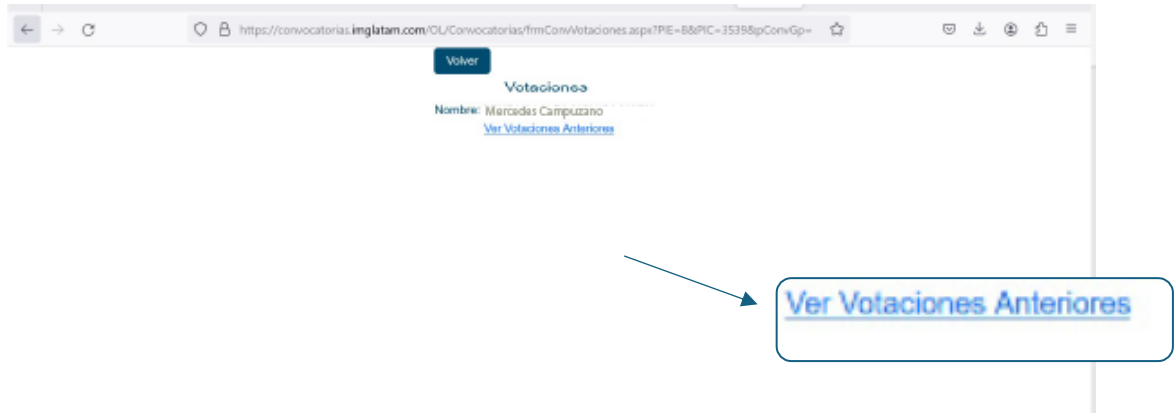 https://convocatorias.imglatam.com/OL/Convocatorias/frmConvVotaciones.aspx?PIE=8&PIC=3539&pConvGp=
Volver
Votaciones
Nombre: Mercedes Campuzano
Ver Votaciones Anteriores
Ver Votaciones Anteriores